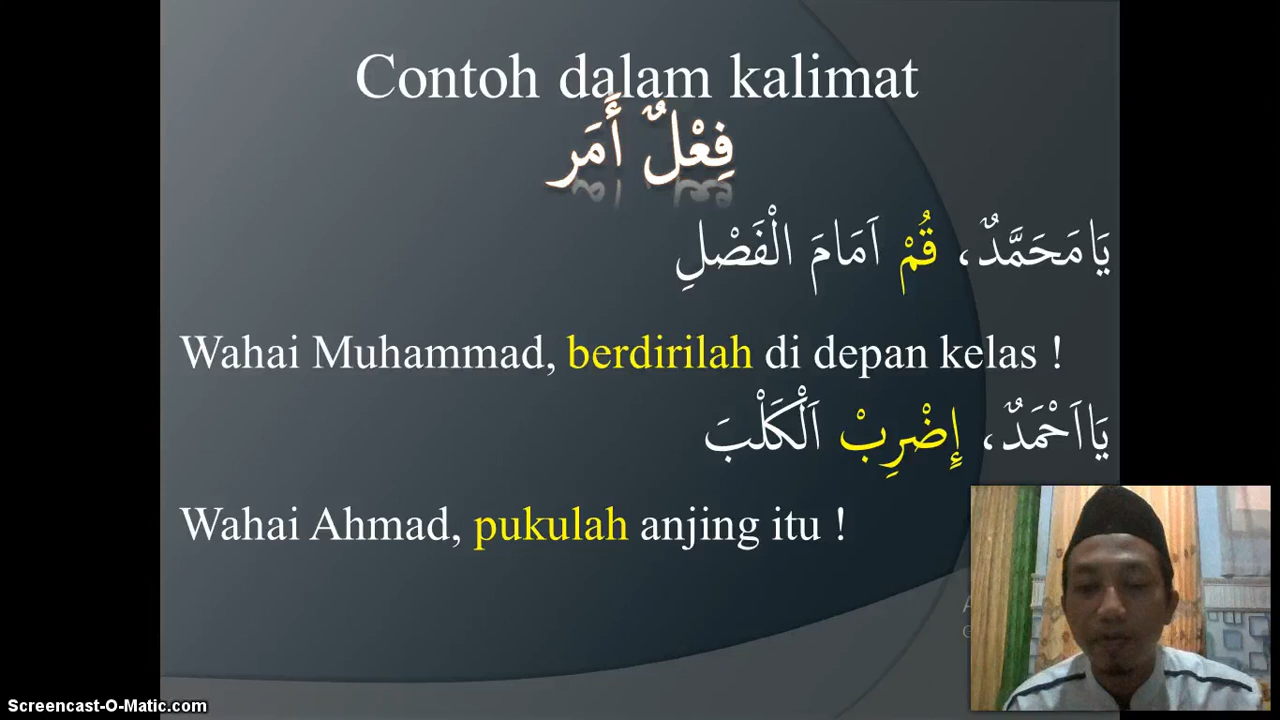 Contoh dalam kalimat
فِعْلٌ أَمَر
يَامَحَمَّدٌ، قُمْ اَمَامَ الْفَصْلِ
Wahai Muhammad, berdirilah di depan kelas !
يَااَحْمَدٌ، إِضْرِبْ اَلْكَلْبَ
Wahai Ahmad, pukulah anjing itu !
Screencast-O-Matic.com